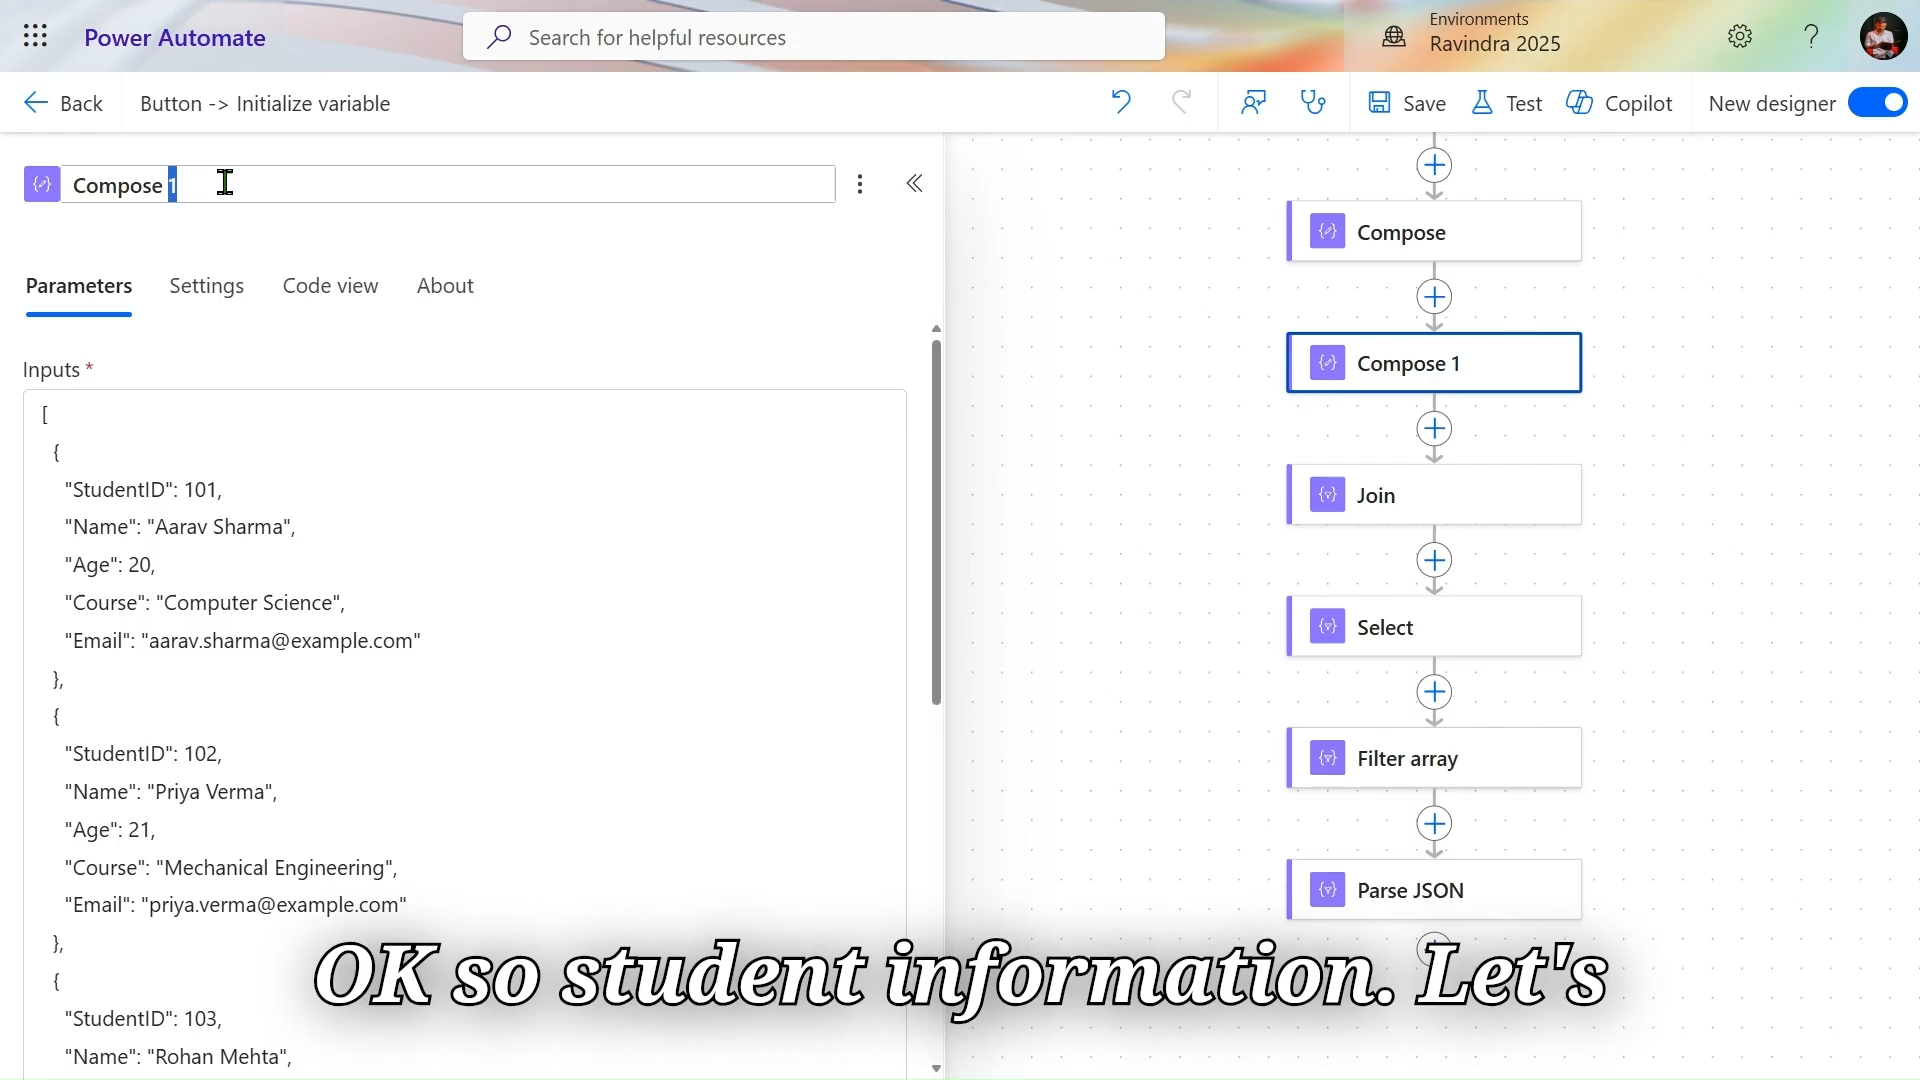 Power Automate
Search for helpful resources
Environments
Ravindra 2025
?
Back
Button -> Initialize variable
Save
Test
Copilot
New designer
Compose 1
Parameters
Settings
Code view
About
Inputs *
[
{
"StudentID": 101,
"Name": "Aarav Sharma",
"Age": 20,
"Course": "Computer Science",
"Email": "aarav.sharma@example.com"
},
{
"StudentID": 102,
"Name": "Priya Verma",
"Age": 21,
"Course": "Mechanical Engineering",
"Email": "priya.verma@example.com"
},
{
"StudentID": 103,
"Name": "Rohan Mehta",
Compose
Compose 1
Join
Select
Filter array
Parse JSON
OK so student information. Let's